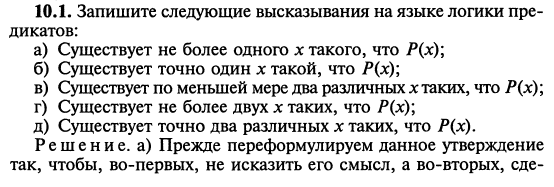 10.1. Запишите следующие высказывания на языке логики пре-
дикатов:
а) Существует не более одного x такого, что P(x);
б) Существует точно один x такой, что P(x);
в) Существует по меньшей мере два различных x таких, что P(x);
г) Существует не более двух x таких, что P(x);
д) Существует точно два различных x таких, что P(x).
Решение. а) Прежде переформулируем данное утверждение
так, чтобы, во-первых, не исказить его смысл, а во-вторых, сде-